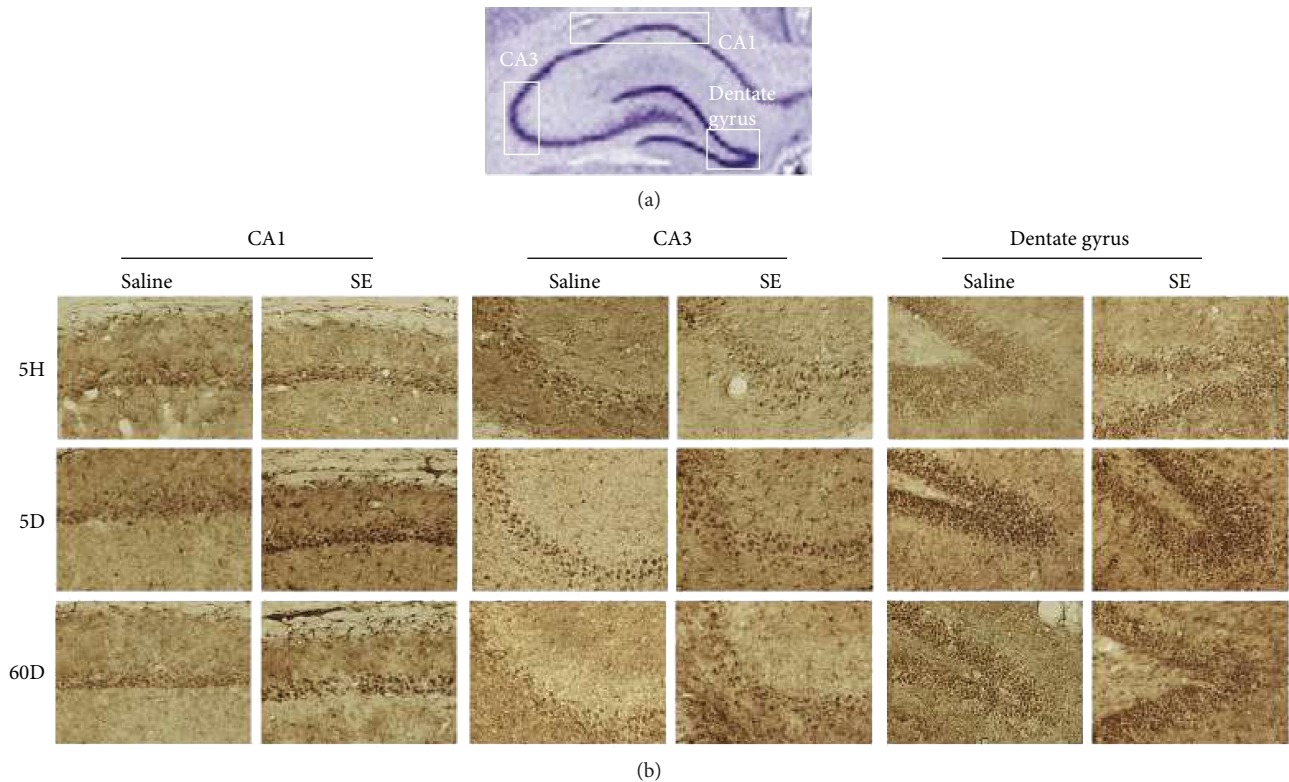 CA1
CA3
Dentate
gyrus
(a)
CA1 CA3 Dentate gyrus
Saline SE Saline SE Saline SE
5H
5D
60D
(b)